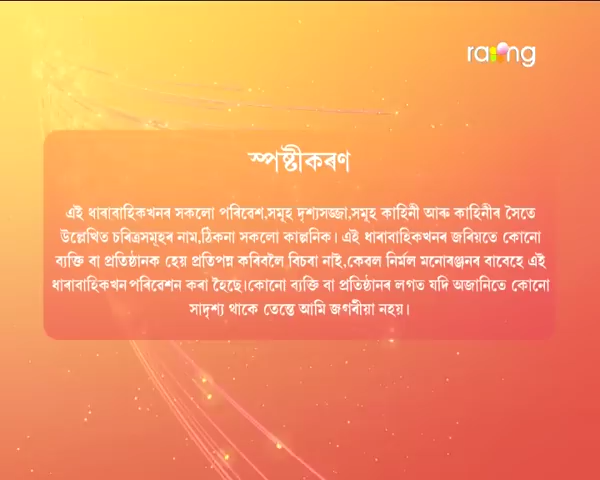 rang
স্পষ্টীকৰণ
এই ধাৰাবাহিকখনৰ সকলো পৰিৱেশ,সমূহ দৃশ্যসজ্জা,সমূহ কাহিনী আৰু কাহিনীৰ সৈতে
উল্লেখিত চৰিত্ৰসমূহৰ নাম,ঠিকনা সকলো কাল্পনিক। এই ধাৰাবাহিকখনৰ জৰিয়তে কোনো
ব্যক্তি বা প্ৰতিষ্ঠানক হেয় প্ৰতিপন্ন কৰিবলৈ বিচৰা নাই,কেৱল নিৰ্মল মনোৰঞ্জনৰ বাবেহে এই
ধাৰাবাহিকখন পৰিৱেশন কৰা হৈছে।কোনো ব্যক্তি বা প্ৰতিষ্ঠানৰ লগত যদি অজানিতে কোনো
সাদৃশ্য থাকে তেন্তে আমি জগৰীয়া নহয়।